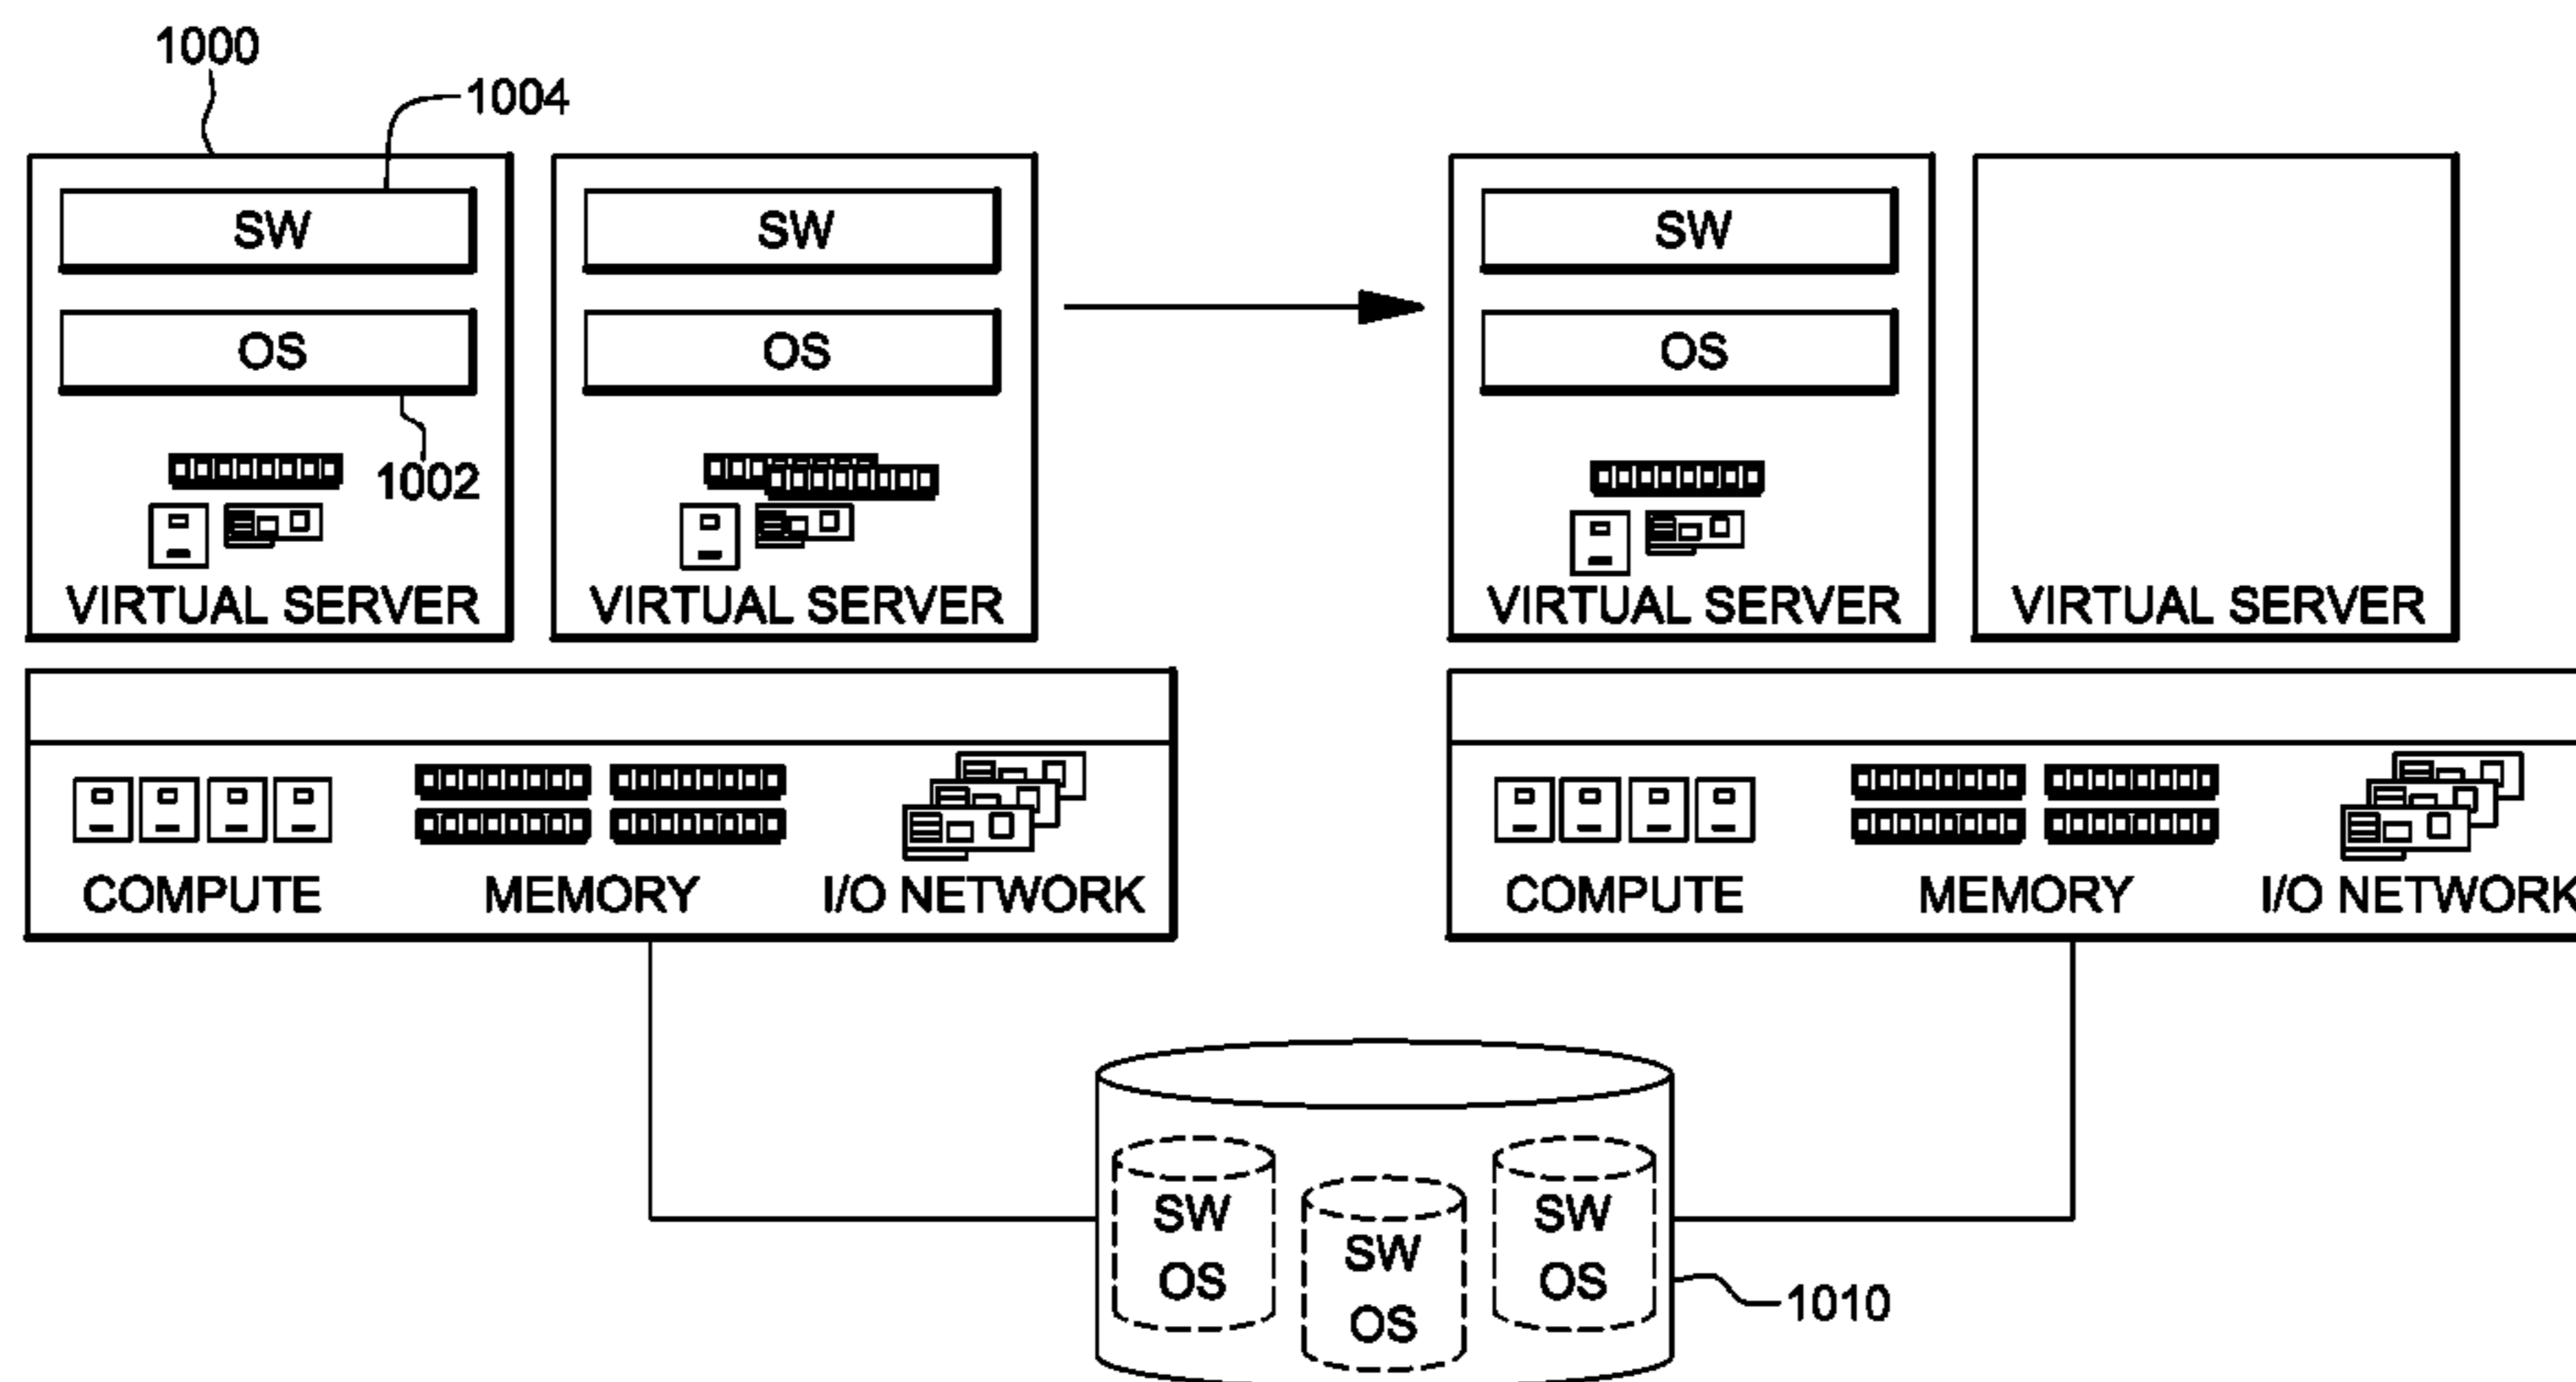 1000
1004
SW SW SW
OS OS OS
1002
VIRTUAL SERVER VIRTUAL SERVER VIRTUAL SERVER VIRTUAL SERVER
COMPUTE MEMORY I/O NETWORK COMPUTE MEMORY I/O NETWORK
SW SW
SW
OS OS
OS
1010